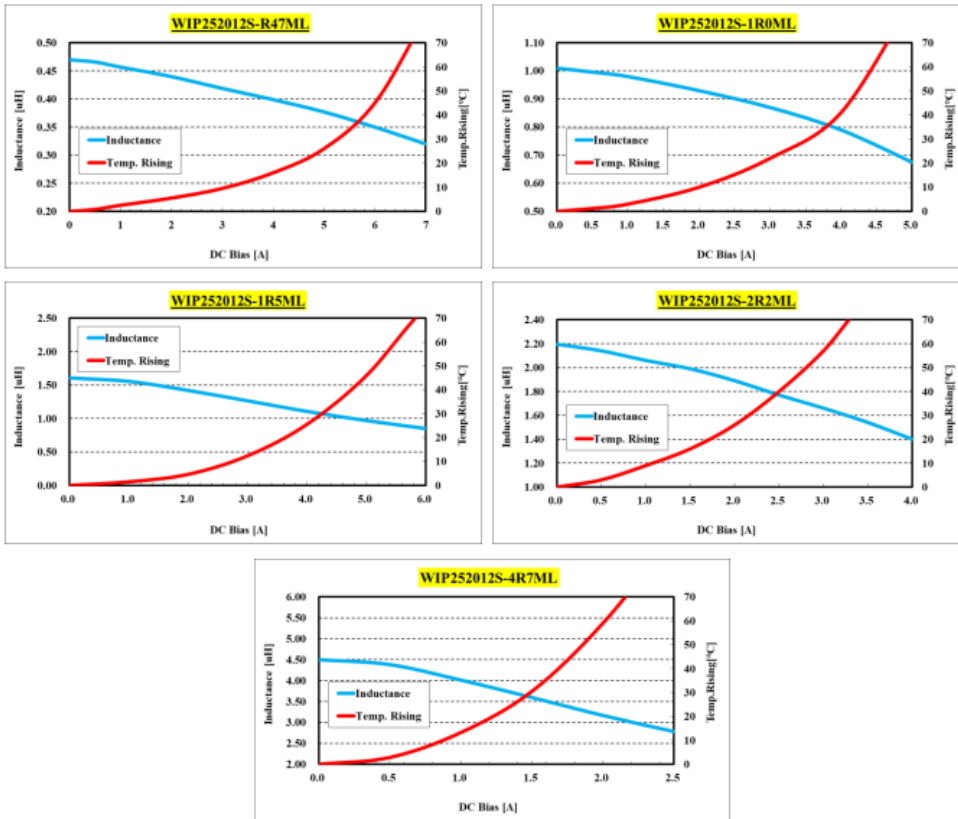 WIP252012S-R47ML
0.50
0.45
0.40
0.35
0.30
0.25
0.20
Inductance [uH]
70
60
50
40
30
20
10
0
Temp.Rising[°C]
Inductance
Temp. Rising
0 1 2 3 4 5 6 7
DC Bias [A]
WIP252012S-1R0ML
1.10
1.00
0.90
0.80
0.70
0.60
0.50
Inductance [uH]
70
60
50
40
30
20
10
0
Temp.Rising[°C]
Inductance
Temp. Rising
0.0 0.5 1.0 1.5 2.0 2.5 3.0 3.5 4.0 4.5 5.0
DC Bias [A]
WIP252012S-1R5ML
2.50
2.00
1.50
1.00
0.50
0.00
Inductance [uH]
70
60
50
40
30
20
10
0
Temp.Rising[°C]
Inductance
Temp. Rising
0.0 1.0 2.0 3.0 4.0 5.0 6.0
DC Bias [A]
WIP252012S-2R2ML
2.40
2.20
2.00
1.80
1.60
1.40
1.20
1.00
Inductance [uH]
70
60
50
40
30
20
10
0
Temp.Rising[°C]
Inductance
Temp. Rising
0.0 0.5 1.0 1.5 2.0 2.5 3.0 3.5 4.0
DC Bias [A]
WIP252012S-4R7ML
6.00
5.50
5.00
4.50
4.00
3.50
3.00
2.50
2.00
Inductance [uH]
70
60
50
40
30
20
10
0
Temp.Rising[°C]
Inductance
Temp. Rising
0.0 0.5 1.0 1.5 2.0 2.5
DC Bias [A]